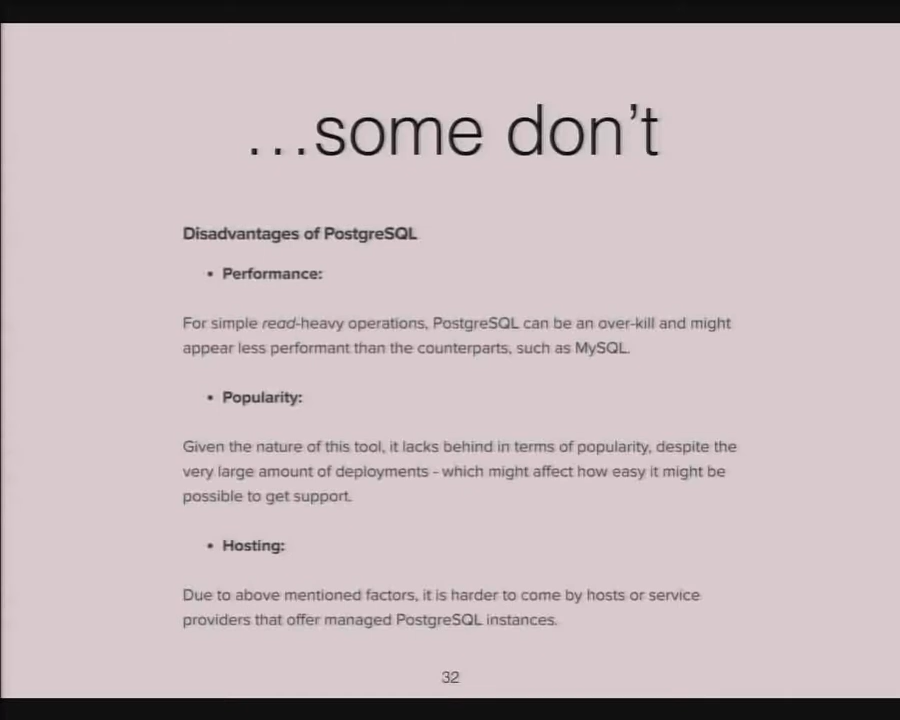 …some don’t
Disadvantages of PostgreSQL
• Performance:
For simple read-heavy operations, PostgreSQL can be an over-kill and might
appear less performant than the counterparts, such as MySQL.
• Popularity:
Given the nature of this tool, it lacks behind in terms of popularity, despite the
very large amount of deployments - which might affect how easy it might be
possible to get support.
• Hosting:
Due to above mentioned factors, it is harder to come by hosts or service
providers that offer managed PostgreSQL instances.
32